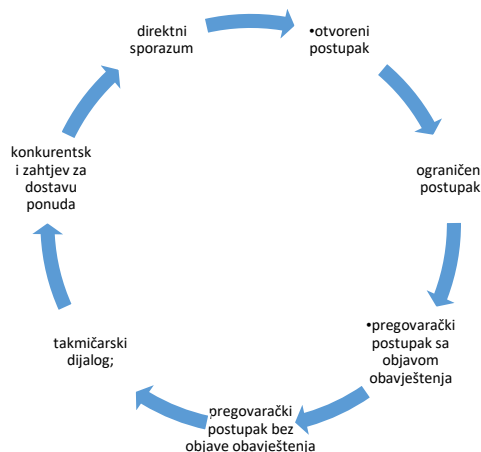 direktni
sporazum
•otvoreni
postupak
ograničen
postupak
•pregovarački
postupak sa
objavom
obavještenja
pregovarački
postupak bez
objave obavještenja
takmičarski
dijalog;
konkurentsk
i zahtjev za
dostavu
ponuda